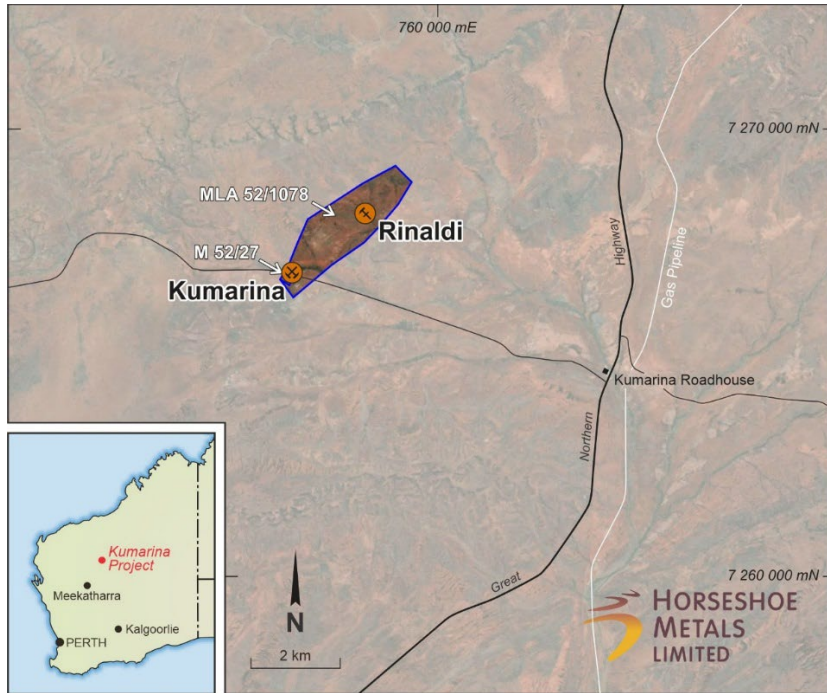 760 000 mE
7 270 000 mN
MLA 52/1078
Rinaldi
M 52/27
Kumarina
Highway
Gas Pipeline
Kumarina Roadhouse
Northern
Great
7 260 000 mN
N
2 km
HORSESHOE
METALS
LIMITED
Kumarina
Project
Meekatharra
Kalgoorlie
PERTH